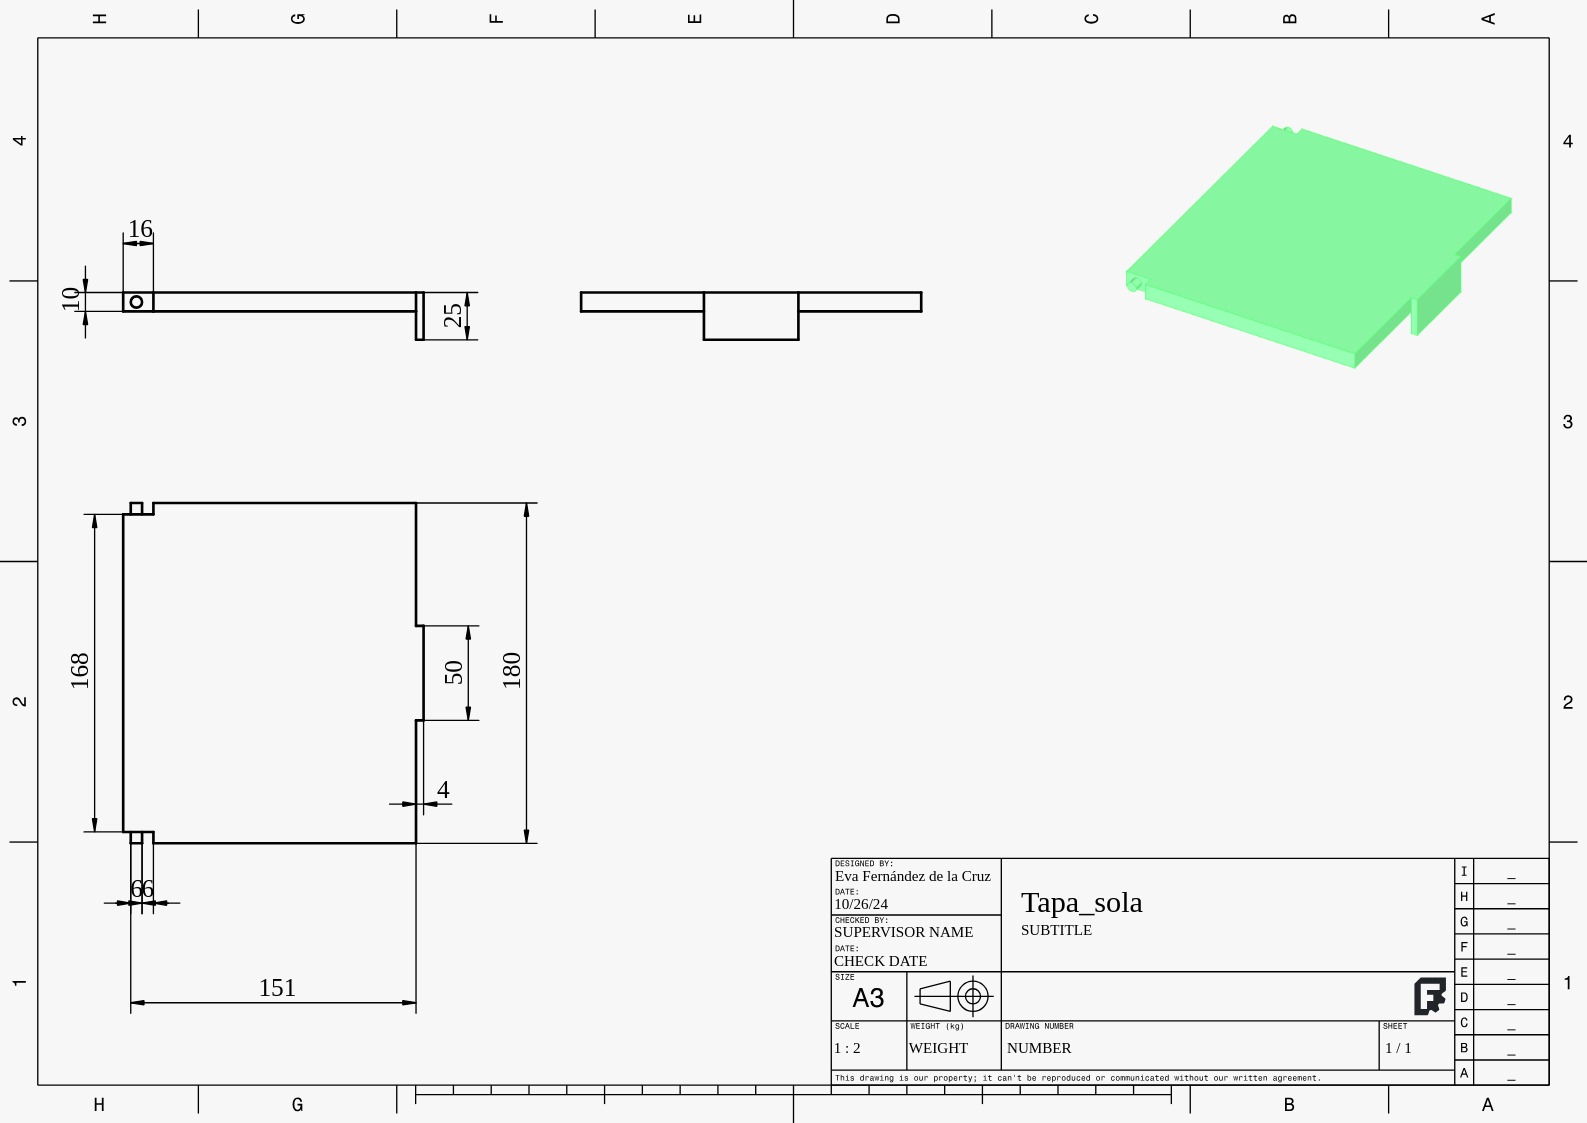 H G F E D C B A
4 4
16
10
25
3 3
168
50
180
2 2
4
66
151
1 1
DESIGNED BY:
Eva Fernández de la Cruz
DATE:
10/26/24
CHECKED BY:
SUPERVISOR NAME
DATE:
CHECK DATE
Tapa_sola
SUBTITLE
SIZE
A3
SCALE
1 : 2
WEIGHT (kg)
WEIGHT
DRAWING NUMBER
NUMBER
SHEET
1 / 1
This drawing is our property; it can't be reproduced or communicated without our written agreement.
I _
H _
G _
F _
E _
D _
C _
B _
A _
H G B A